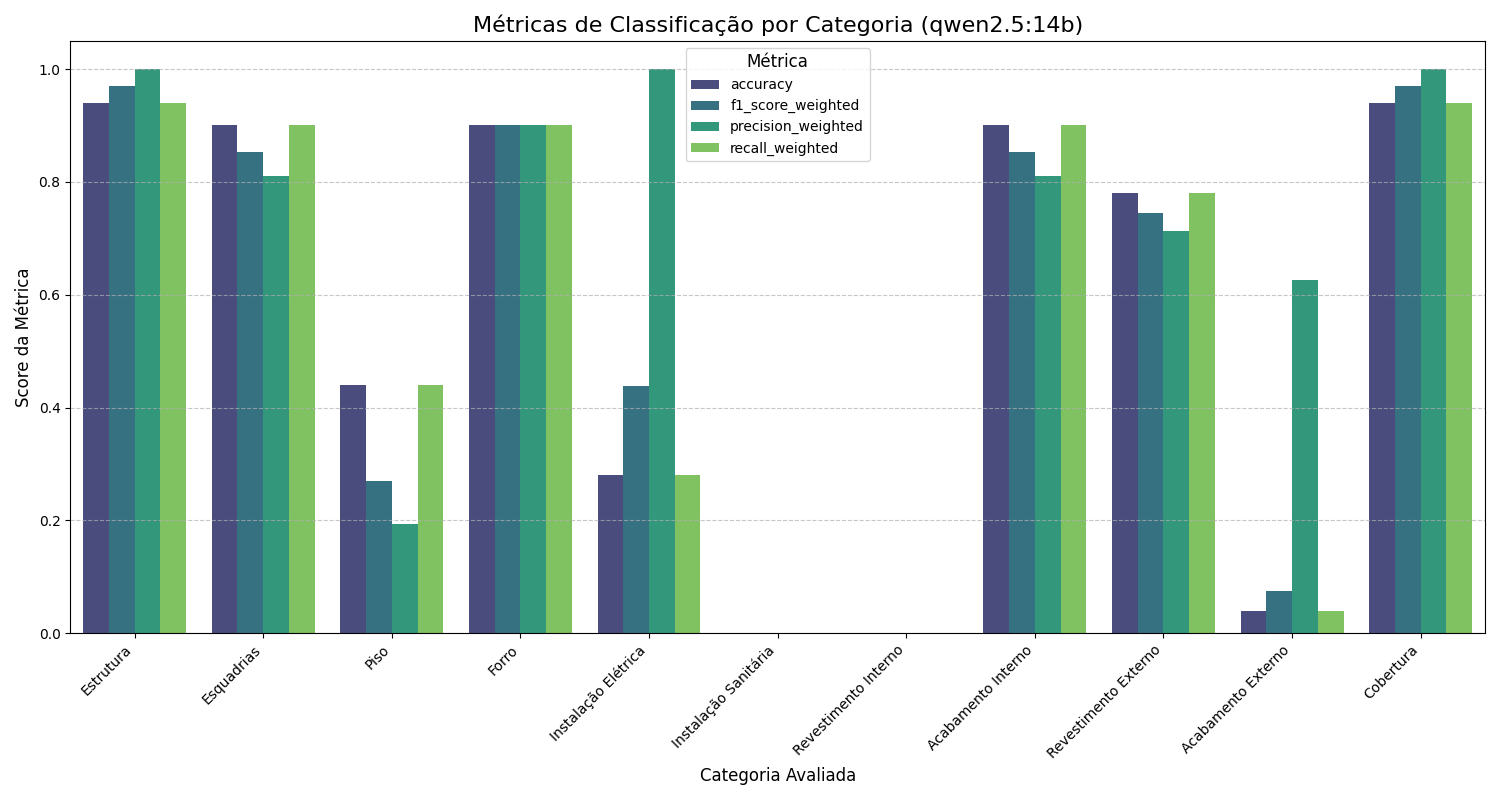 Métricas de Classificação por Categoria (qwen2.5:14b)
Métrica
accuracy
f1_score_weighted
precision_weighted
recall_weighted
Score da Métrica
1.0
0.8
0.6
0.4
0.2
0.0
Estrutura
Esquadrias
Piso
Forro
Instalação Elétrica
Instalação Sanitária
Revestimento Interno
Acabamento Interno
Revestimento Externo
Acabamento Externo
Cobertura
Categoria Avaliada